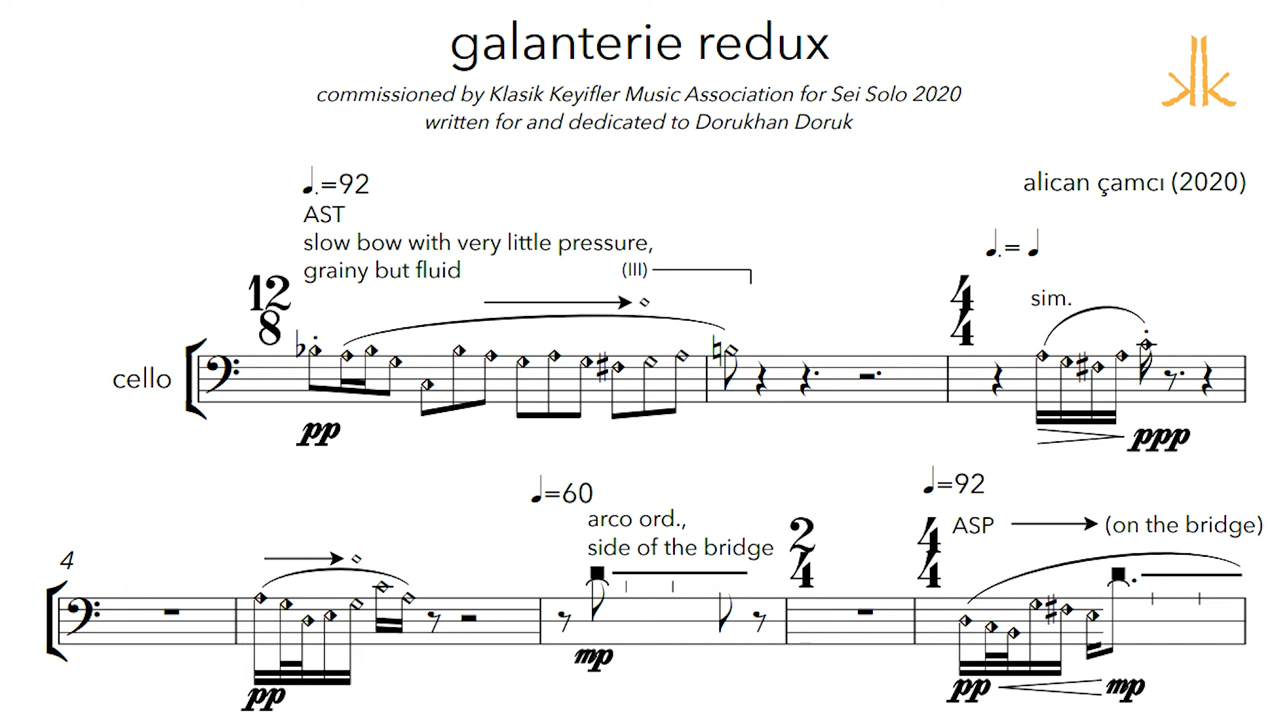 galanterie redux
commissioned by Klasik Keyifler Music Association for Sei Solo 2020
written for and dedicated to Dorukhan Doruk
kk
alican çamcı (2020)
♩.=92
AST
slow bow with very little pressure,
grainy but fluid
(III)
♩.= ♩
sim.
12
8
4
4
cello
pp
ppp
4
♩=60
arco ord.,
side of the bridge
2
4
♩=92
4
4
ASP
(on the bridge)
pp
mp
pp
mp